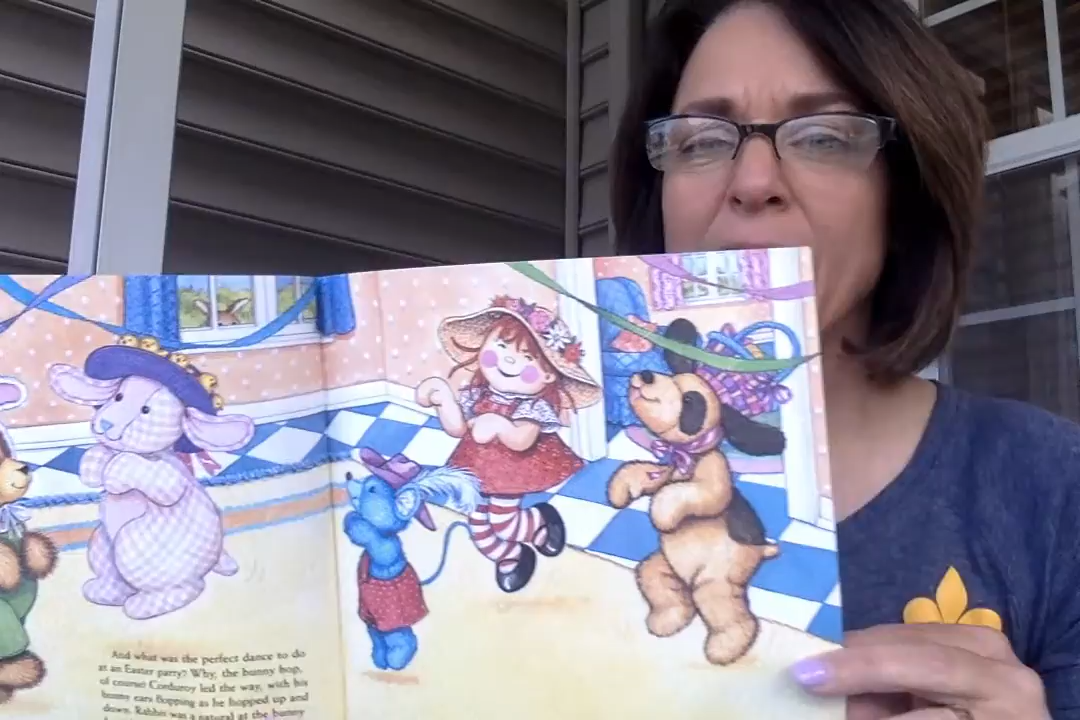 And what was the perfect dance to do
at an Easter party? Why, the bunny hop,
of course! Corduroy led the way, with his
bunny ears flopping as he hopped up and
down. Rabbit was a natural at the bunny